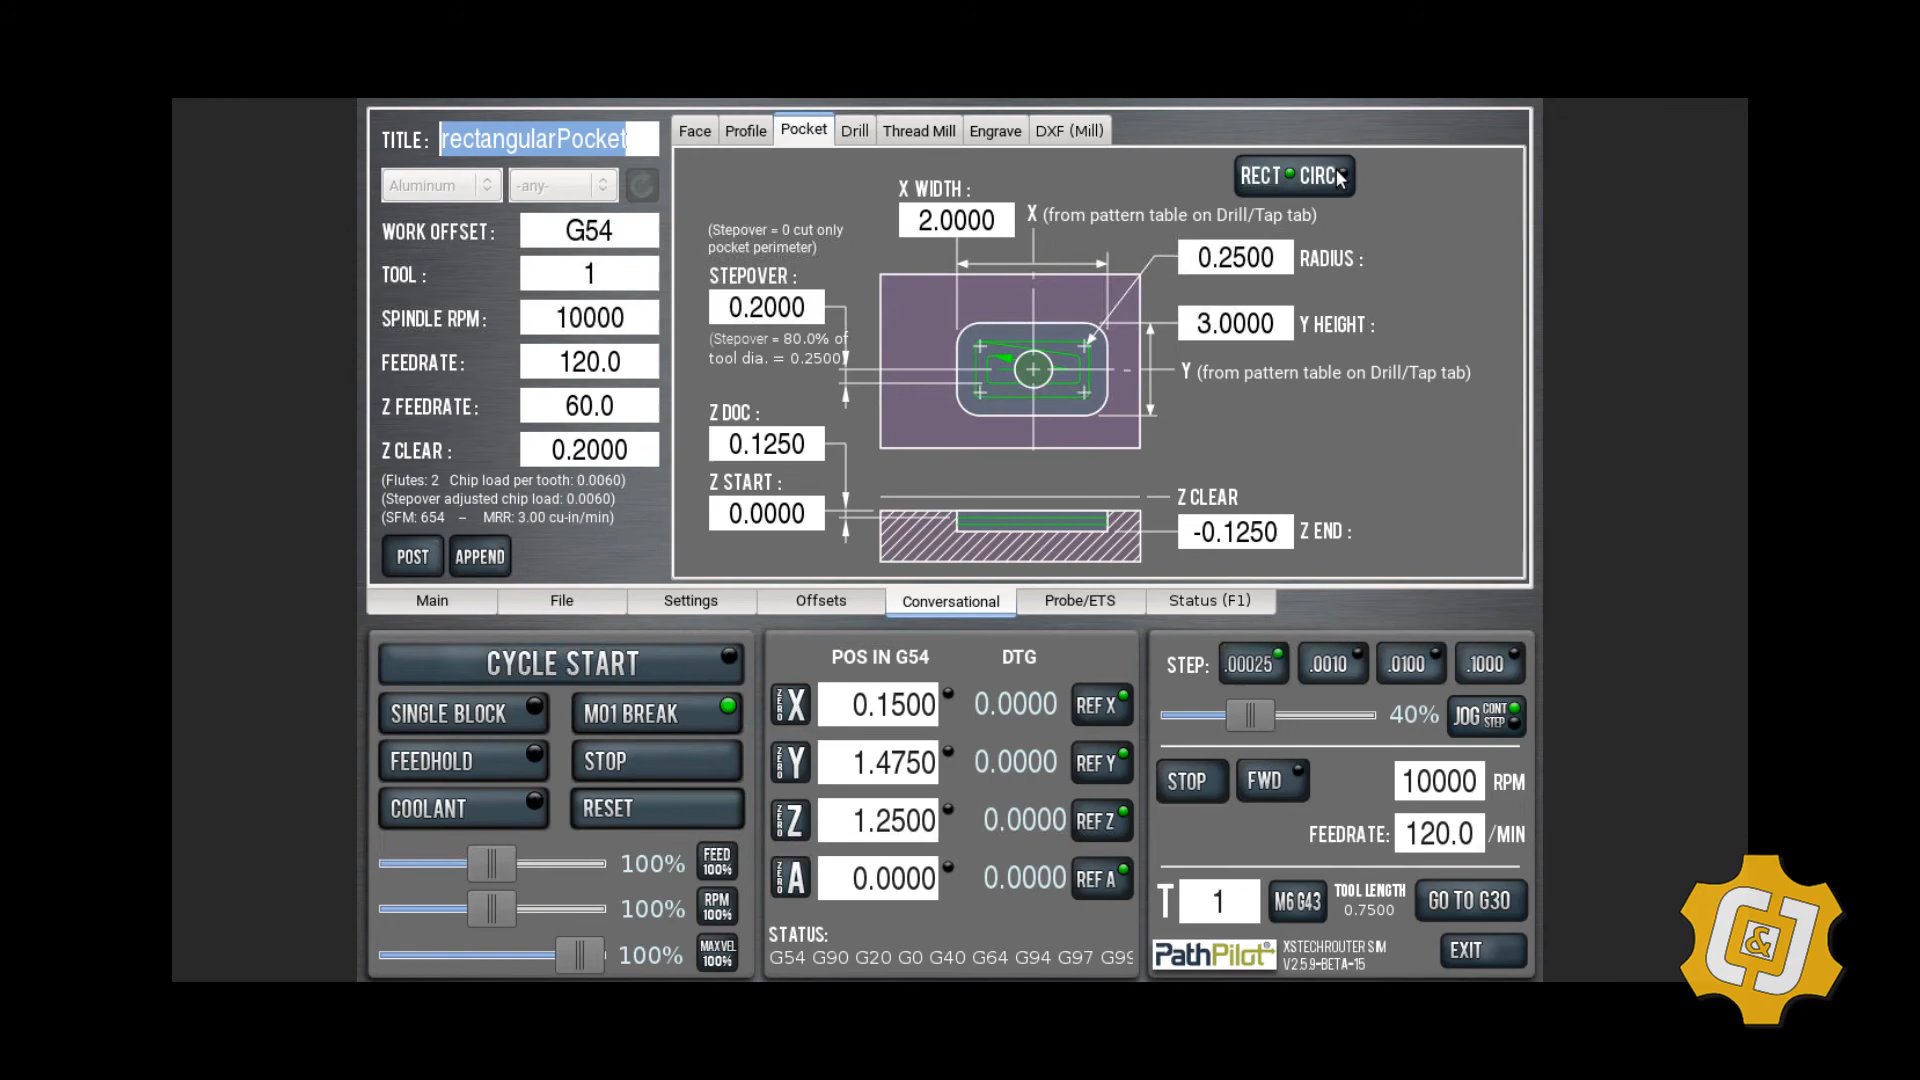 TITLE :
rectangularPocket
Aluminum
-any-
WORK OFFSET :
G54
TOOL :
1
SPINDLE RPM :
10000
FEEDRATE :
120.0
Z FEEDRATE :
60.0
Z CLEAR :
0.2000
(Flutes: 2   Chip load per tooth: 0.0060)
(Stepover adjusted chip load: 0.0060)
(SFM: 654   –   MRR: 3.00 cu-in/min)
POST
APPEND
Face
Profile
Pocket
Drill
Thread Mill
Engrave
DXF (Mill)
RECT
CIRC
X WIDTH :
2.0000
X (from pattern table on Drill/Tap tab)
(Stepover = 0 cut only
pocket perimeter)
STEPOVER :
0.2000
(Stepover = 80.0% of
tool dia. = 0.2500)
0.2500
RADIUS :
3.0000
Y HEIGHT :
Y (from pattern table on Drill/Tap tab)
Z DOC :
0.1250
Z START :
0.0000
Z CLEAR
-0.1250
Z END :
Main
File
Settings
Offsets
Conversational
Probe/ETS
Status (F1)
CYCLE START
SINGLE BLOCK
M01 BREAK
FEEDHOLD
STOP
COOLANT
RESET
100%
FEED
100%
100%
RPM
100%
100%
MAX VEL
100%
POS IN G54
DTG
ZERO
X
0.1500
0.0000
REF X
ZERO
Y
1.4750
0.0000
REF Y
ZERO
Z
1.2500
0.0000
REF Z
ZERO
A
0.0000
0.0000
REF A
STATUS:
G54 G90 G20 G0 G40 G64 G94 G97 G99
STEP:
.00025
.0010
.0100
.1000
40%
JOG
CONT
STEP
STOP
FWD
10000
RPM
FEEDRATE:
120.0
/MIN
T
1
M6 G43
TOOL LENGTH
0.7500
GO TO G30
PathPilot®
XSTECHROUTER SIM
V2.5.9-BETA-15
EXIT
C&J